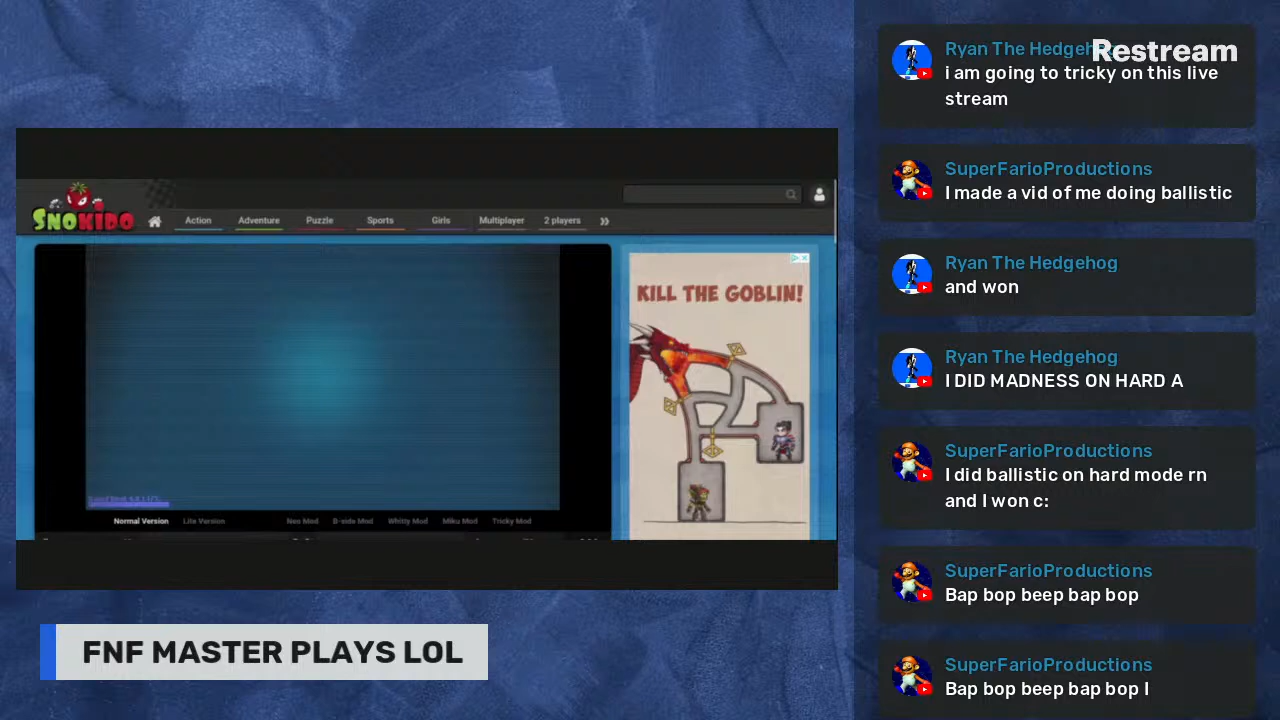 SNOKIDO
Action
Adventure
Puzzle
Sports
Girls
Multiplayer
2 players
KILL THE GOBLIN!
Normal Version
Lite Version
Neo Mod
B-side Mod
Whitty Mod
Miku Mod
Tricky Mod
FNF MASTER PLAYS LOL
Restream
Ryan The Hedgehog
i am going to tricky on this live
stream
SuperFarioProductions
I made a vid of me doing ballistic
Ryan The Hedgehog
and won
Ryan The Hedgehog
I DID MADNESS ON HARD A
SuperFarioProductions
I did ballistic on hard mode rn
and I won c:
SuperFarioProductions
Bap bop beep bap bop
SuperFarioProductions
Bap bop beep bap bop I